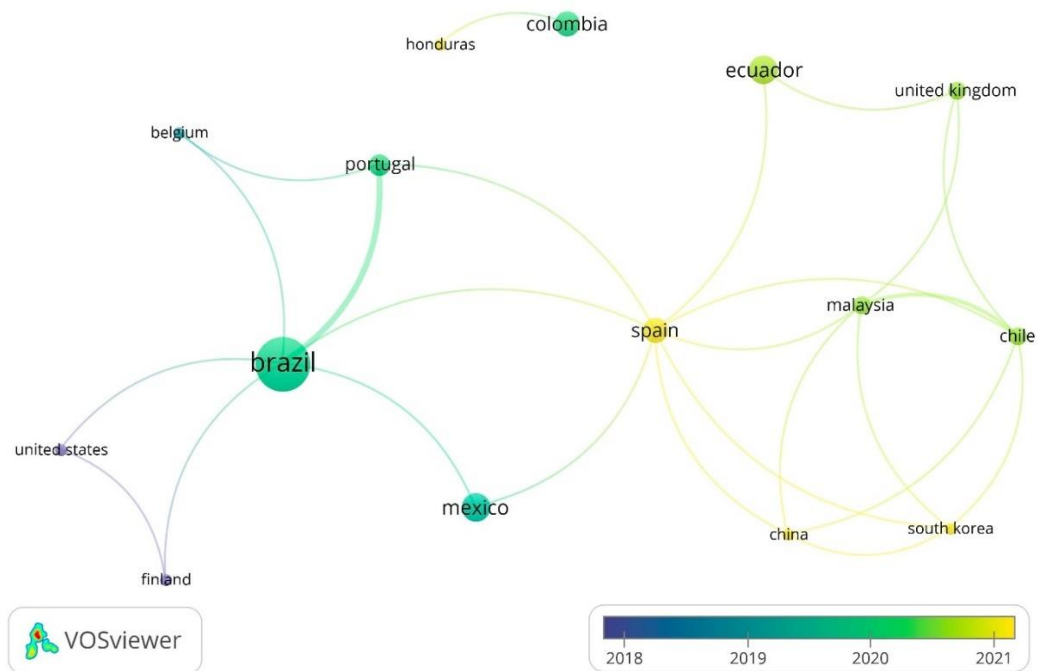 colombia
honduras
ecuador
united kingdom
belgium
portugal
malaysia
spain
chile
brazil
united states
mexico
south korea
china
finland
VOSviewer
2018 2019 2020 2021